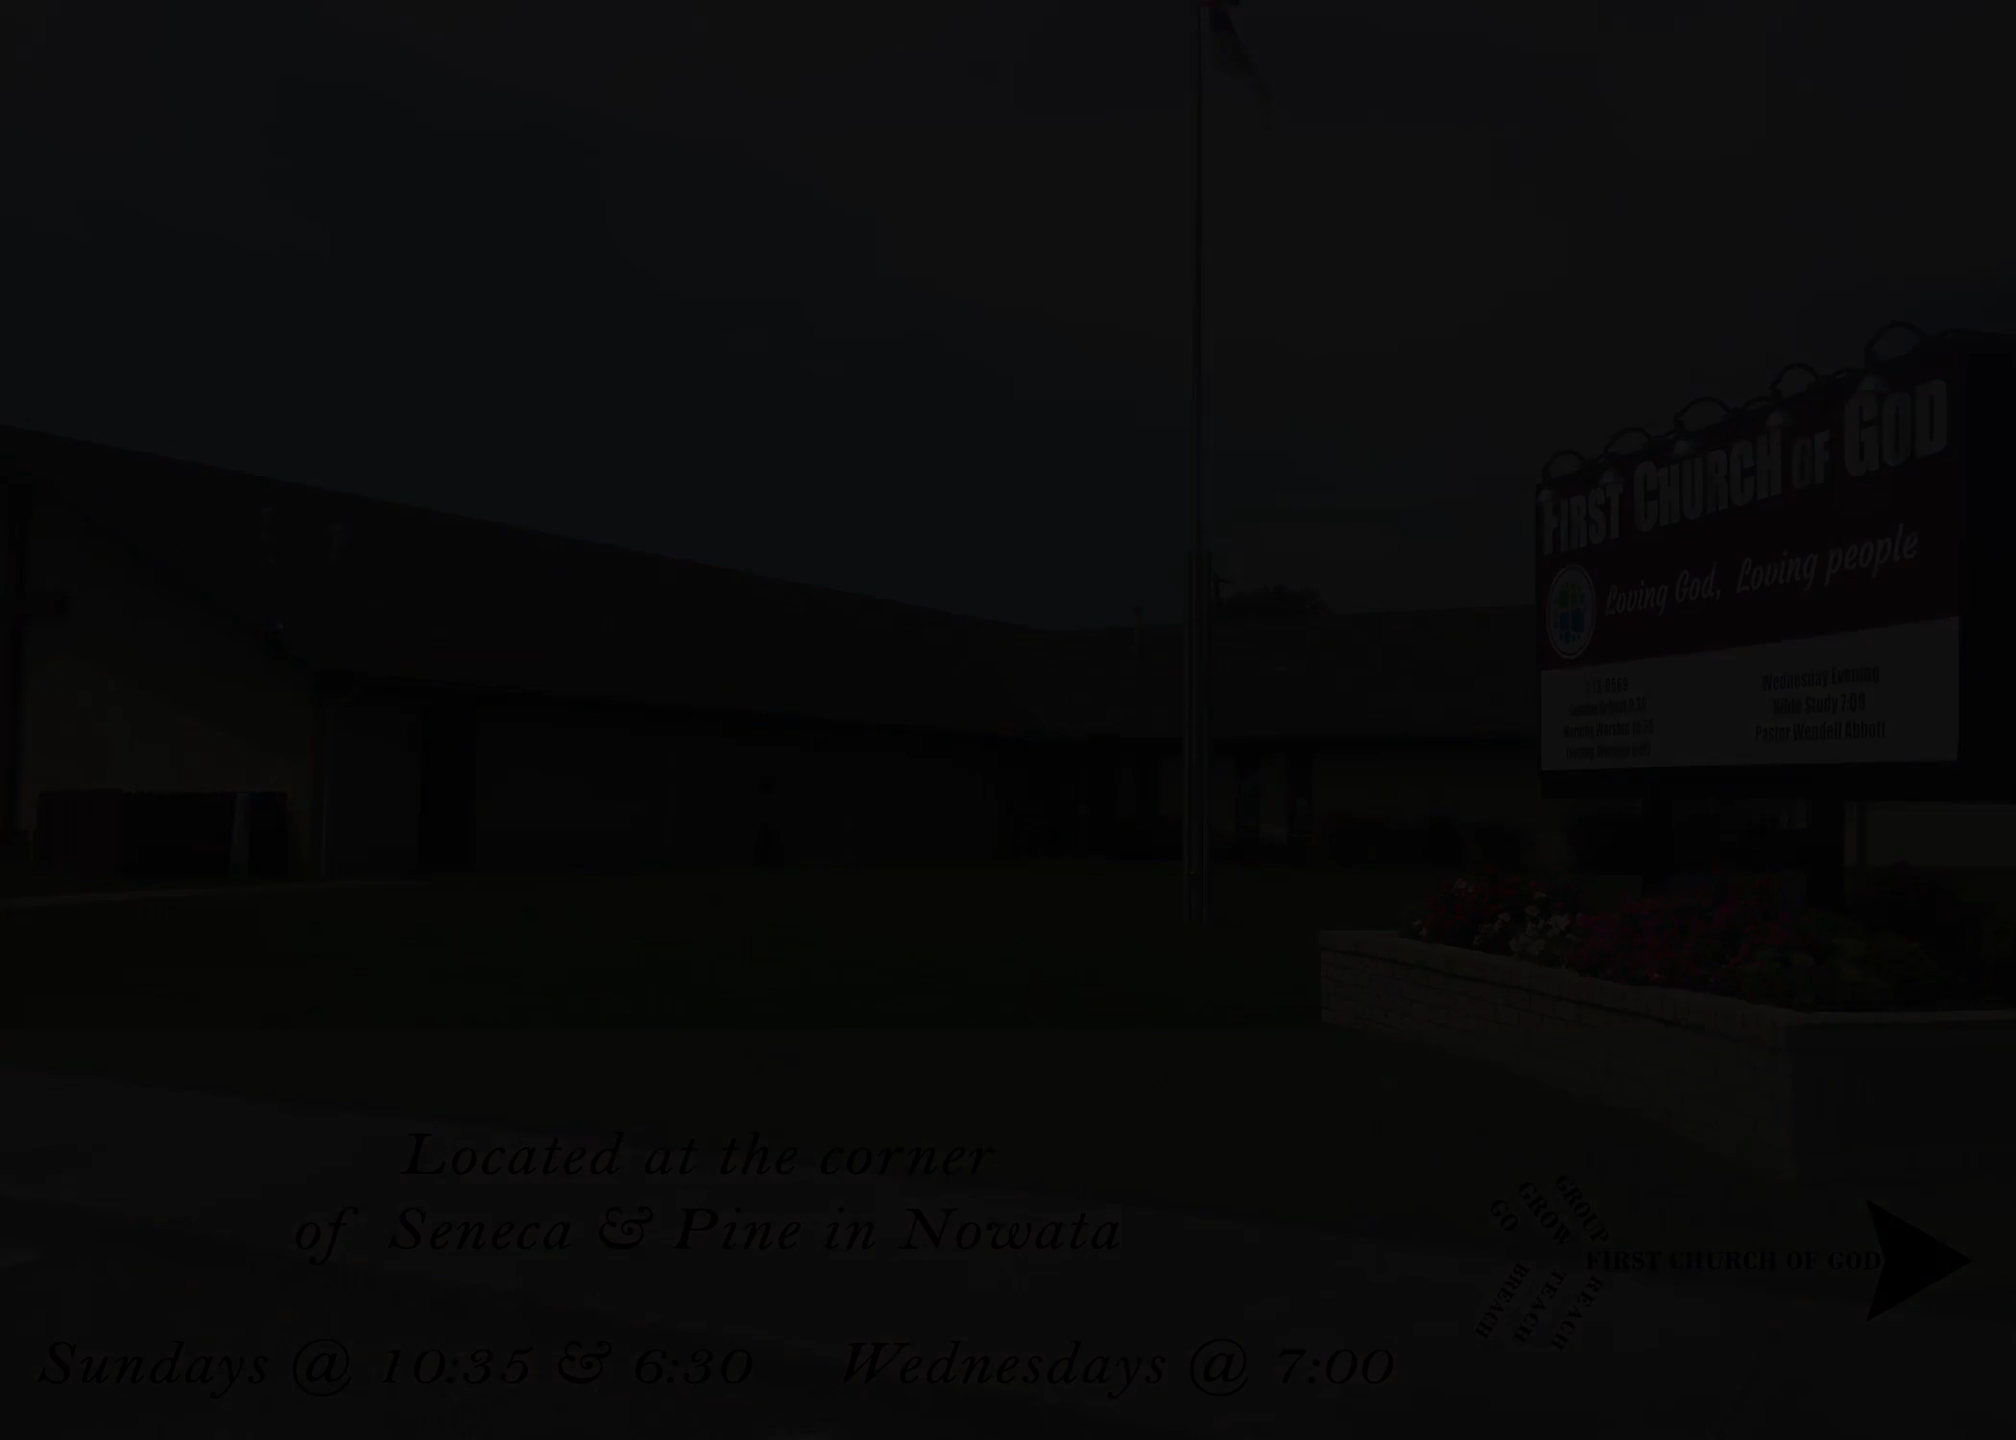 FIRST CHURCH OF GOD
Loving God, Loving people
Wednesday Evening
Bible Study 7:00
Pastor Wendell Abbott
Located at the corner
of Seneca & Pine in Nowata
Sundays @ 10:35 & 6:30 Wednesdays @ 7:00
GO
GROW
GROUP
FIRST CHURCH OF GOD
BREACH
TEACH
REACH